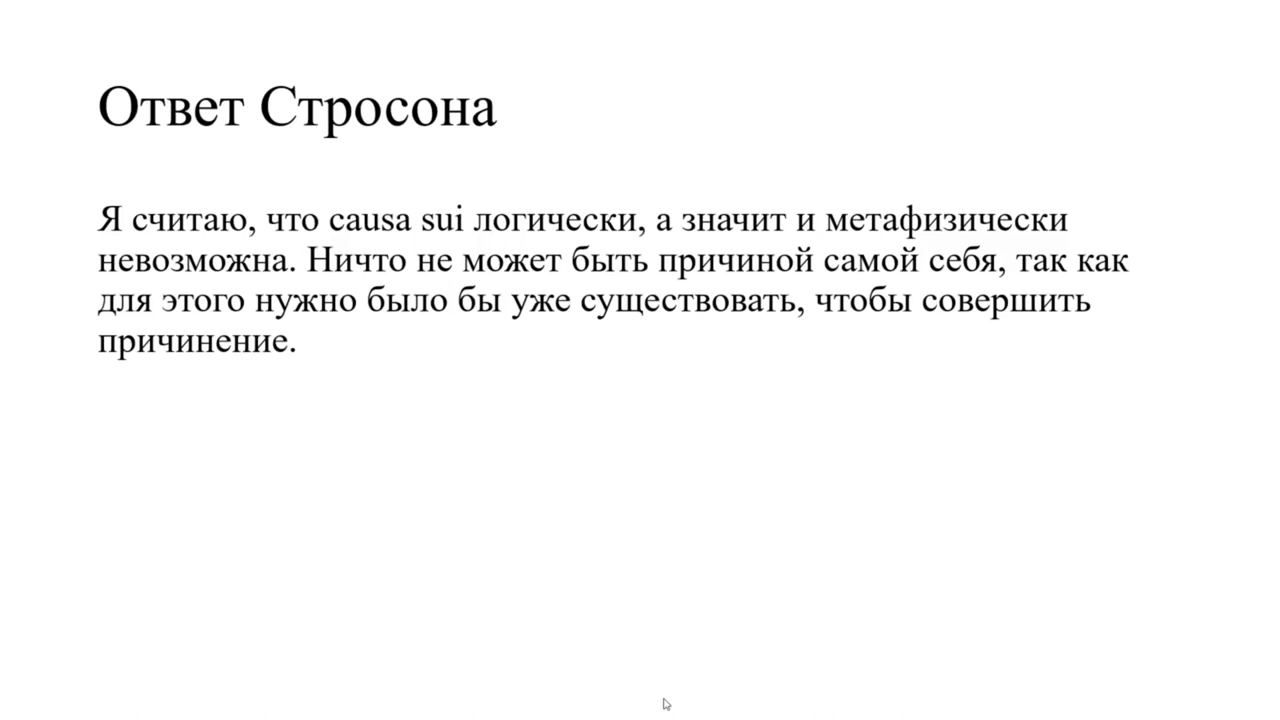 Ответ Стросона
Я считаю, что causa sui логически, а значит и метафизически
невозможна. Ничто не может быть причиной самой себя, так как
для этого нужно было бы уже существовать, чтобы совершить
причинение.